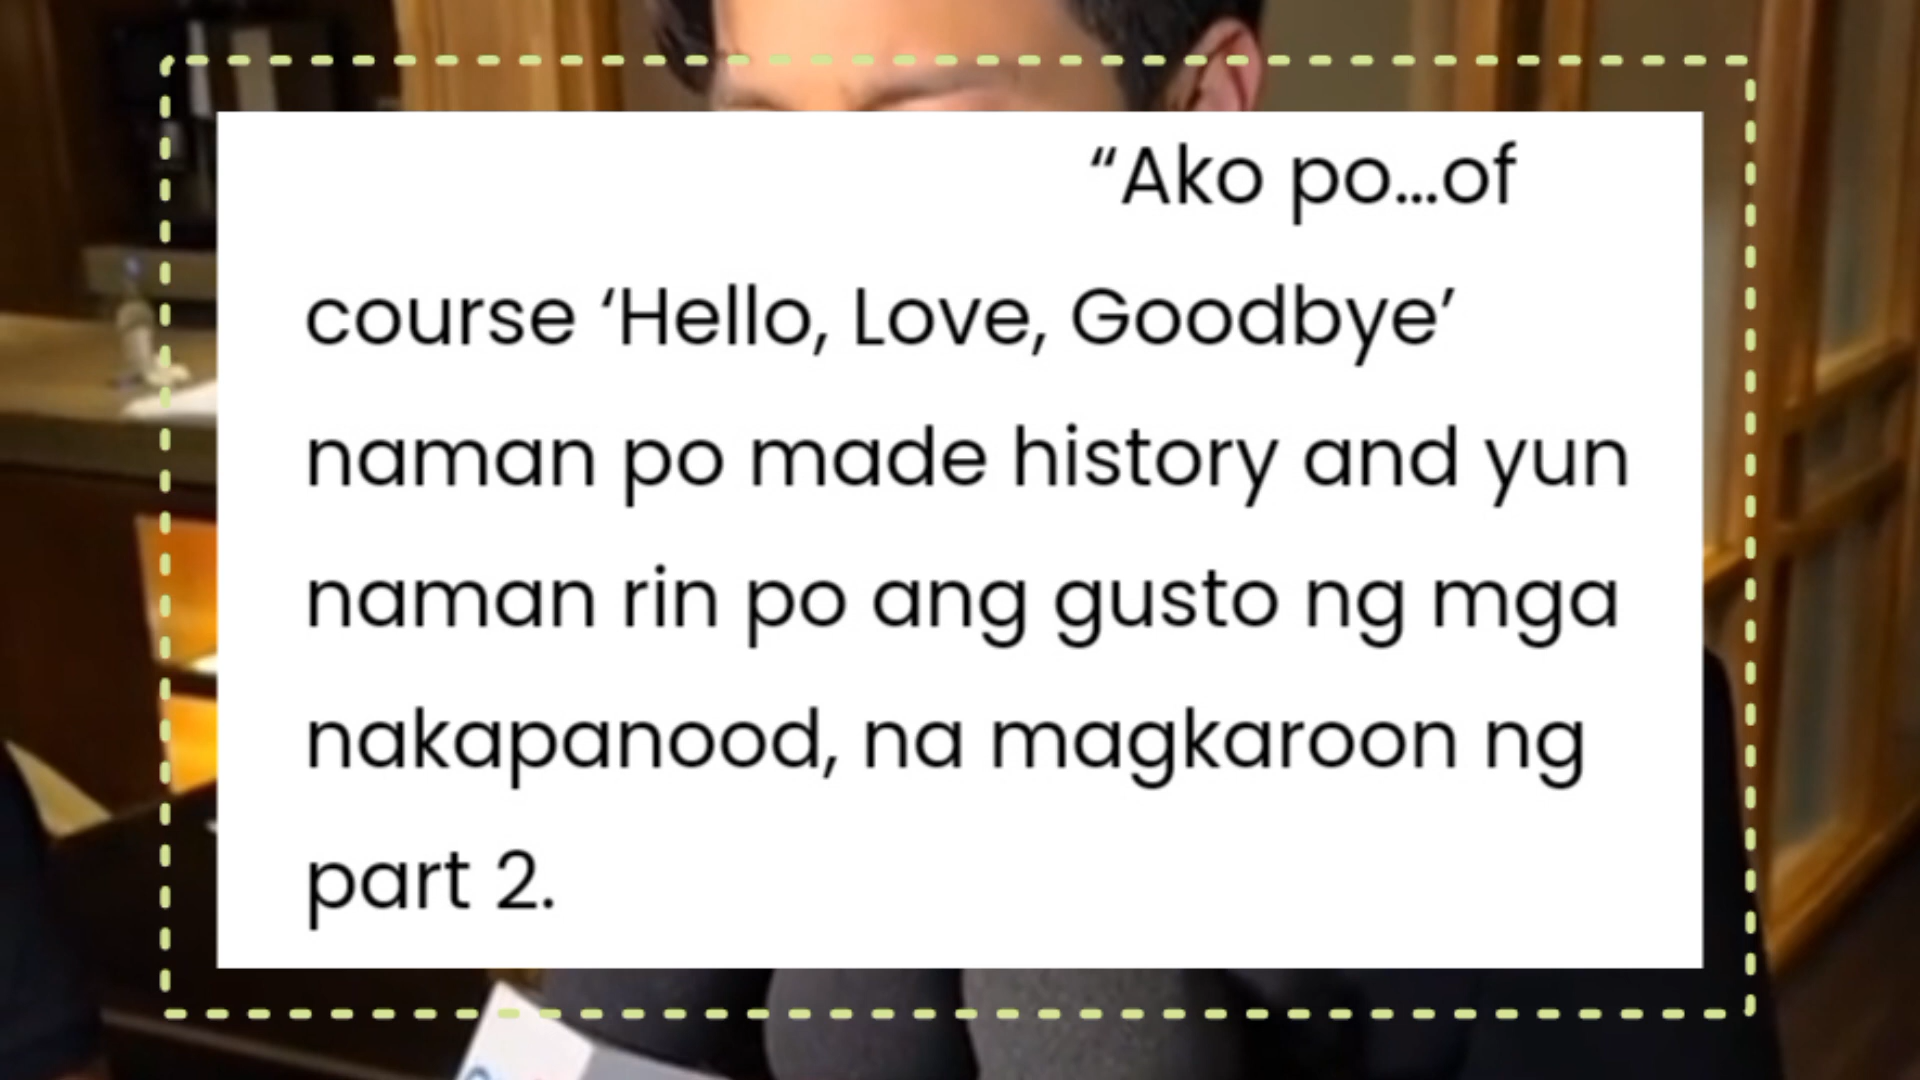 “Ako po...of
course ‘Hello, Love, Goodbye’
naman po made history and yun
naman rin po ang gusto ng mga
nakapanood, na magkaroon ng
part 2.